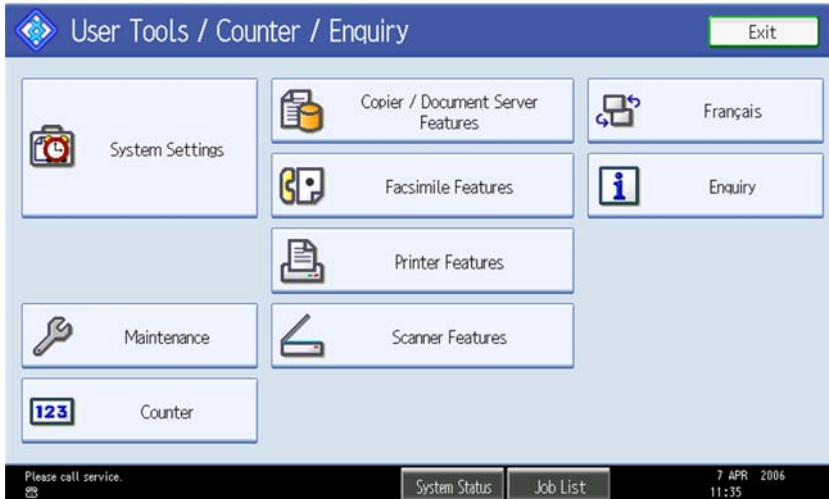 User Tools / Counter / Enquiry
Exit
System Settings
Copier / Document Server
Features
Français
Facsimile Features
Enquiry
Printer Features
Maintenance
Scanner Features
123
Counter
Please call service.
System Status
Job List
7 APR 2006
11:35